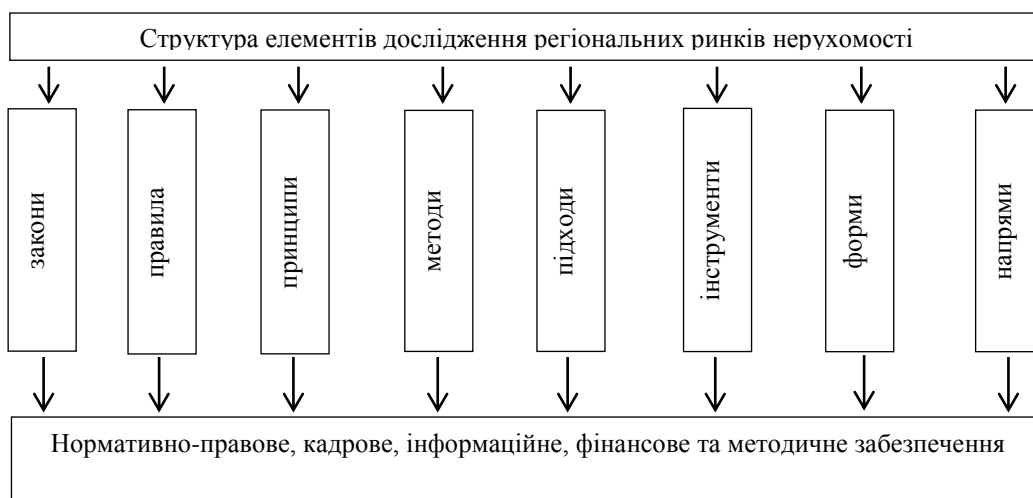 Структура елементів дослідження регіональних ринків нерухомості
закони
правила
принципи
методи
підходи
інструменти
форми
напрями
Нормативно-правове, кадрове, інформаційне, фінансове та методичне забезпечення